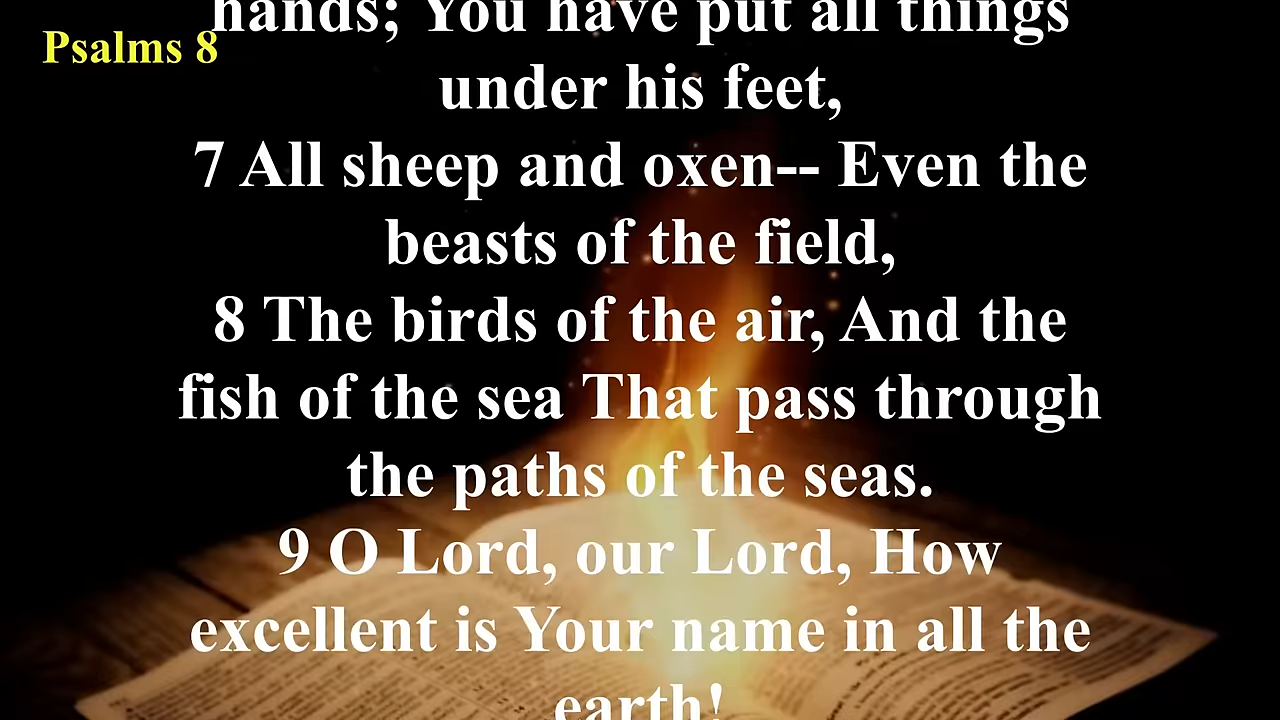 Psalms 8
hands; You have put all things
under his feet,
7 All sheep and oxen-- Even the
beasts of the field,
8 The birds of the air, And the
fish of the sea That pass through
the paths of the seas.
9 O Lord, our Lord, How
excellent is Your name in all the
earth!